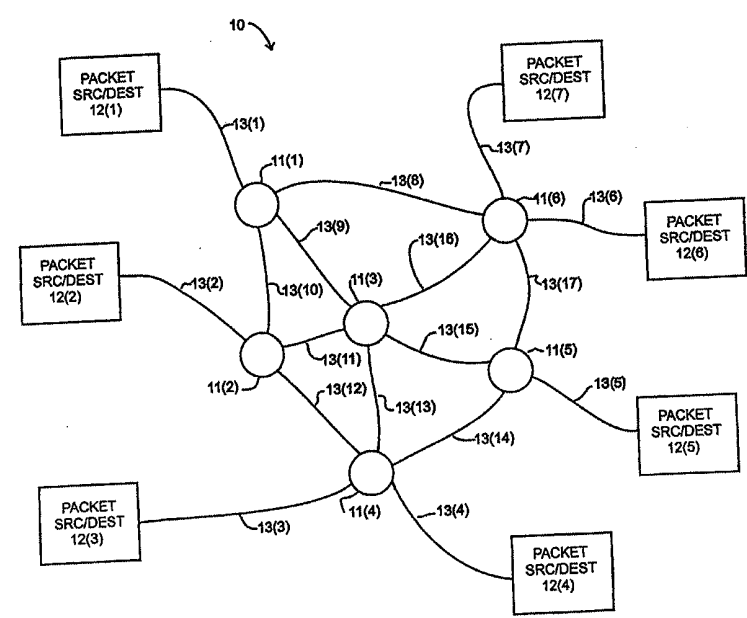 10
PACKET
SRC/DEST
12(1)
PACKET
SRC/DEST
12(7)
13(1)
13(7)
11(1)
13(8)
11(6)
13(6)
PACKET
SRC/DEST
12(6)
13(9)
13(16)
PACKET
SRC/DEST
12(2)
13(2)
13(10)
11(3)
13(17)
13(11)
13(15)
11(5)
11(2)
13(12)
13(13)
13(5)
13(14)
PACKET
SRC/DEST
12(5)
PACKET
SRC/DEST
12(3)
13(3)
11(4)
13(4)
PACKET
SRC/DEST
12(4)